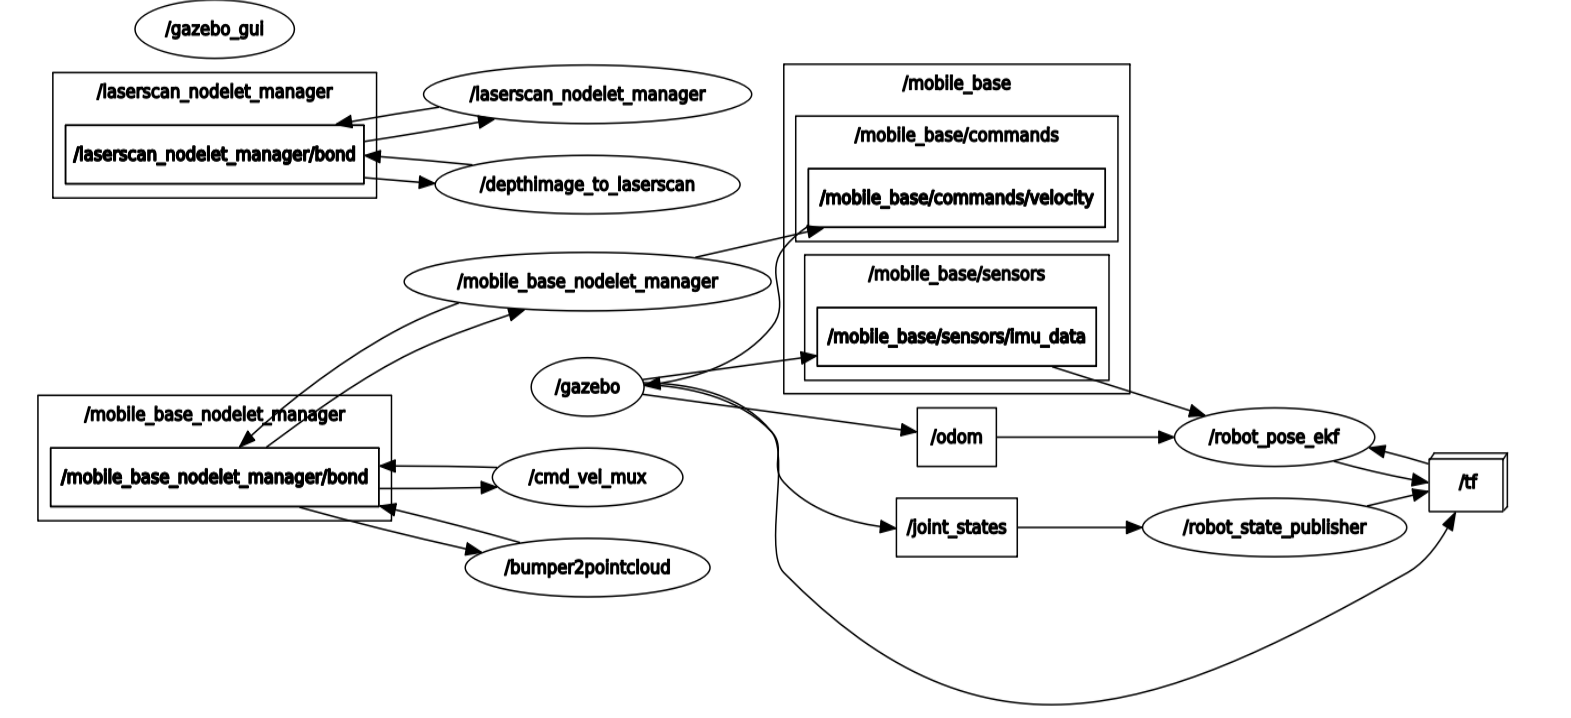 /gazebo_gui
/laserscan_nodelet_manager
/laserscan_nodelet_manager/bond
/laserscan_nodelet_manager
/depthimage_to_laserscan
/mobile_base
/mobile_base/commands
/mobile_base/commands/velocity
/mobile_base/sensors
/mobile_base/sensors/imu_data
/mobile_base_nodelet_manager
/gazebo
/mobile_base_nodelet_manager
/mobile_base_nodelet_manager/bond
/cmd_vel_mux
/bumper2pointcloud
/odom
/joint_states
/robot_pose_ekf
/robot_state_publisher
/tf